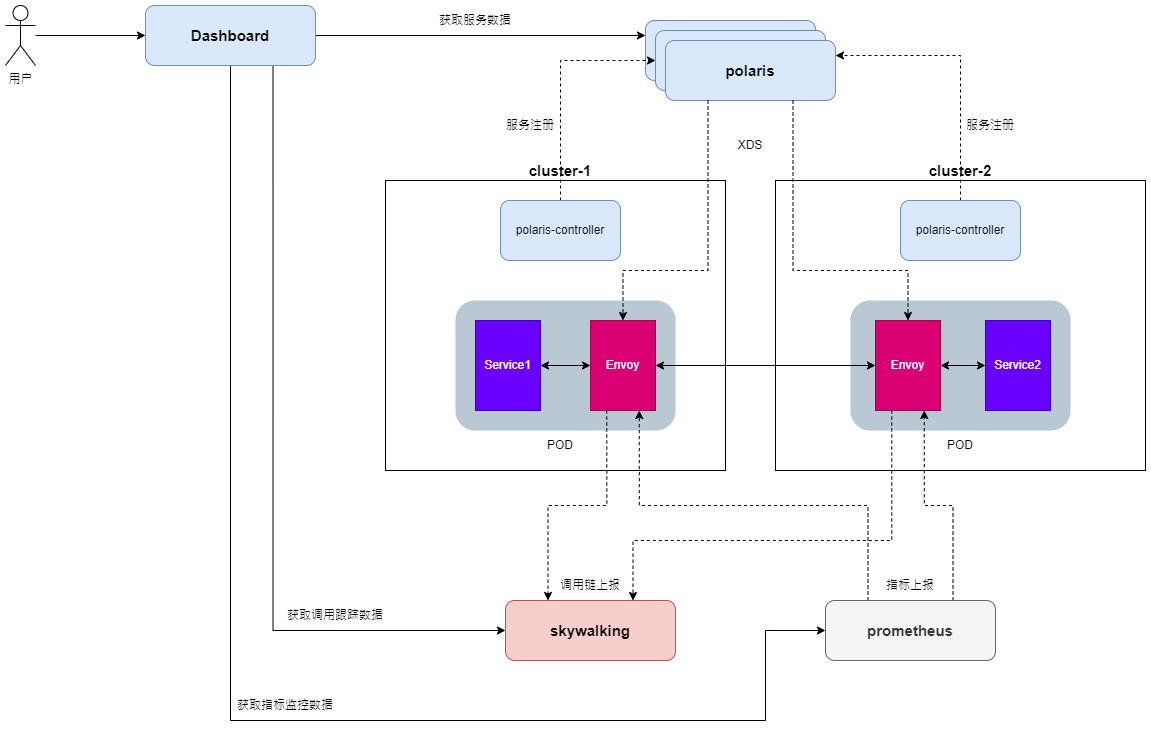 用户
Dashboard
获取服务数据
polaris
服务注册
服务注册
XDS
cluster-1
cluster-2
polaris-controller
polaris-controller
Service1
Envoy
Envoy
Service2
POD
POD
调用链上报
指标上报
获取调用跟踪数据
skywalking
prometheus
获取指标监控数据